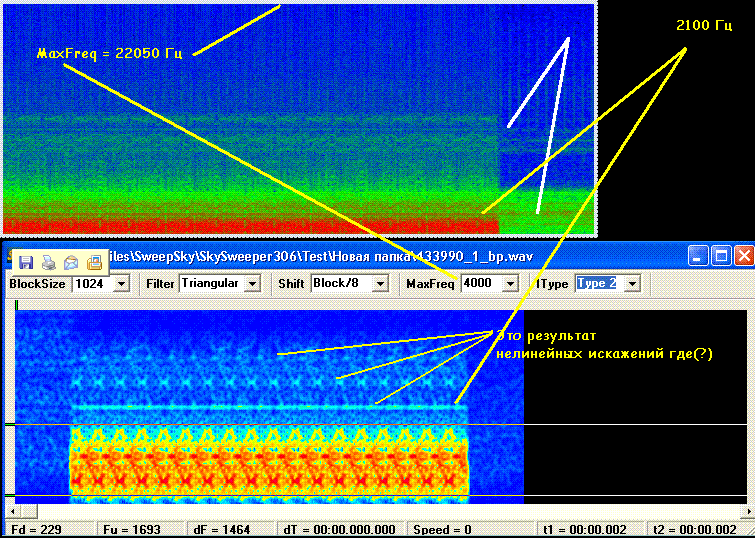 2100 Гц
MaxFreq = 22050 Гц
iles\SweepSky\SkySweeper306\Test\Новая папка\433990_1_bp.wav
BlockSize 1024 Filter Triangular Shift Block/8 MaxFreq 4000 IType Type 2
Это результат
нелинейных искажений где(?)
Fd = 229 Fu = 1693 dF = 1464 dT = 00:00.000.000 Speed = 0 t1 = 00:00.002 t2 = 00:00.002